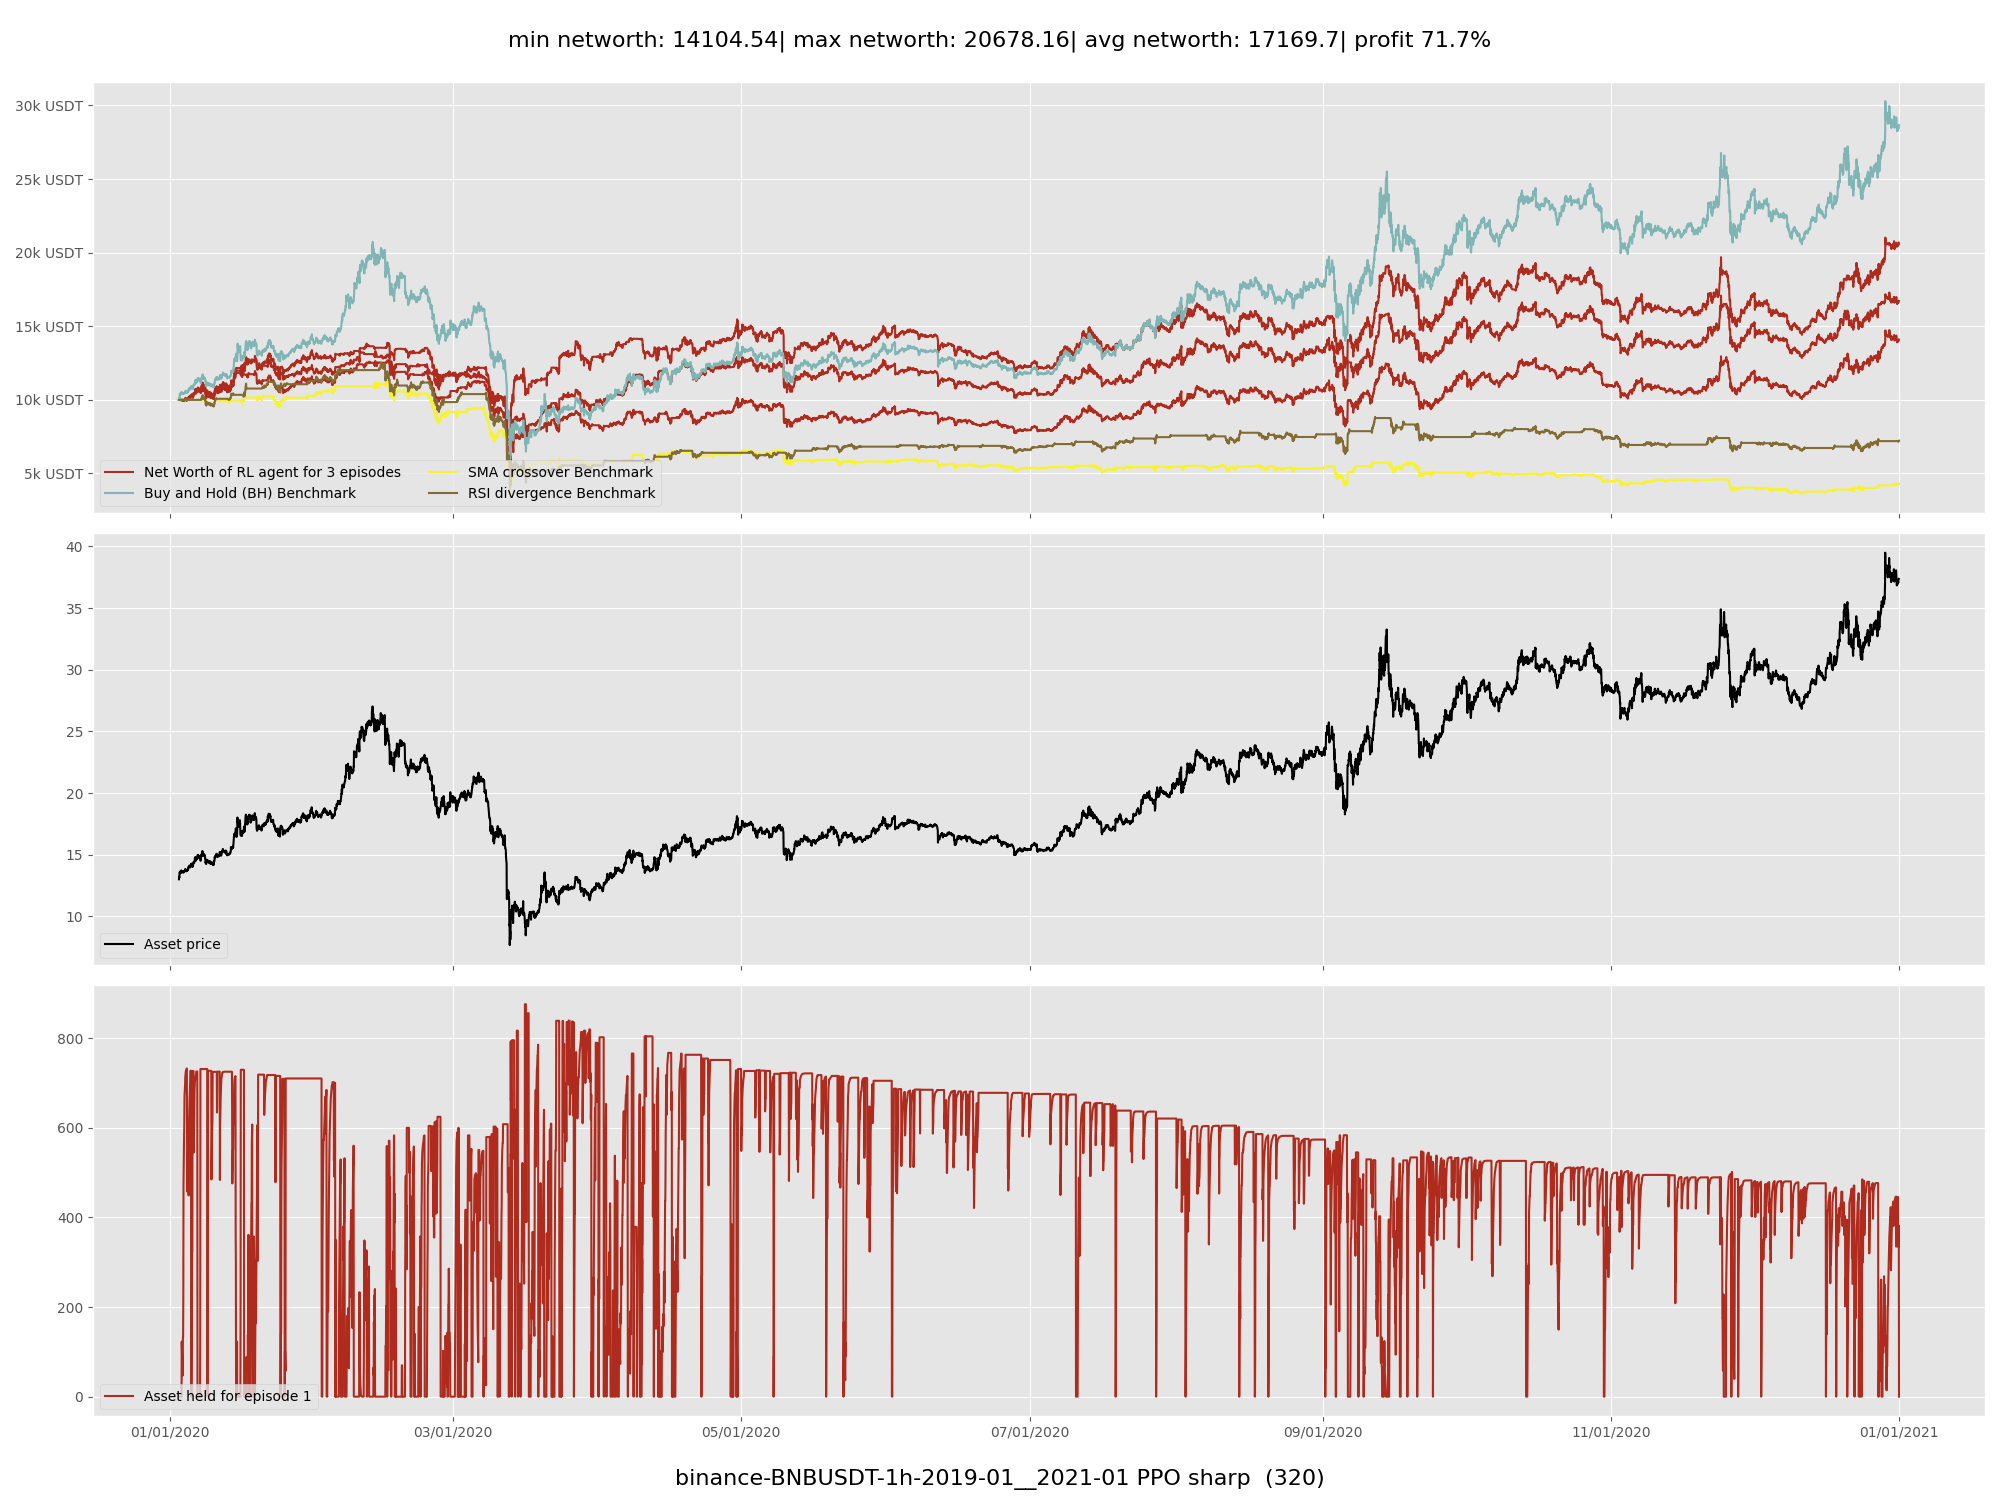 min networth: 14104.54| max networth: 20678.16| avg networth: 17169.7| profit 71.7%
30k USDT
25k USDT
20k USDT
15k USDT
10k USDT
5k USDT
Net Worth of RL agent for 3 episodes
Buy and Hold (BH) Benchmark
SMA crossover Benchmark
RSI divergence Benchmark
40
35
30
25
20
15
10
Asset price
800
600
400
200
0
Asset held for episode 1
01/01/2020
03/01/2020
05/01/2020
07/01/2020
09/01/2020
11/01/2020
01/01/2021
binance-BNBUSDT-1h-2019-01__2021-01 PPO sharp  (320)